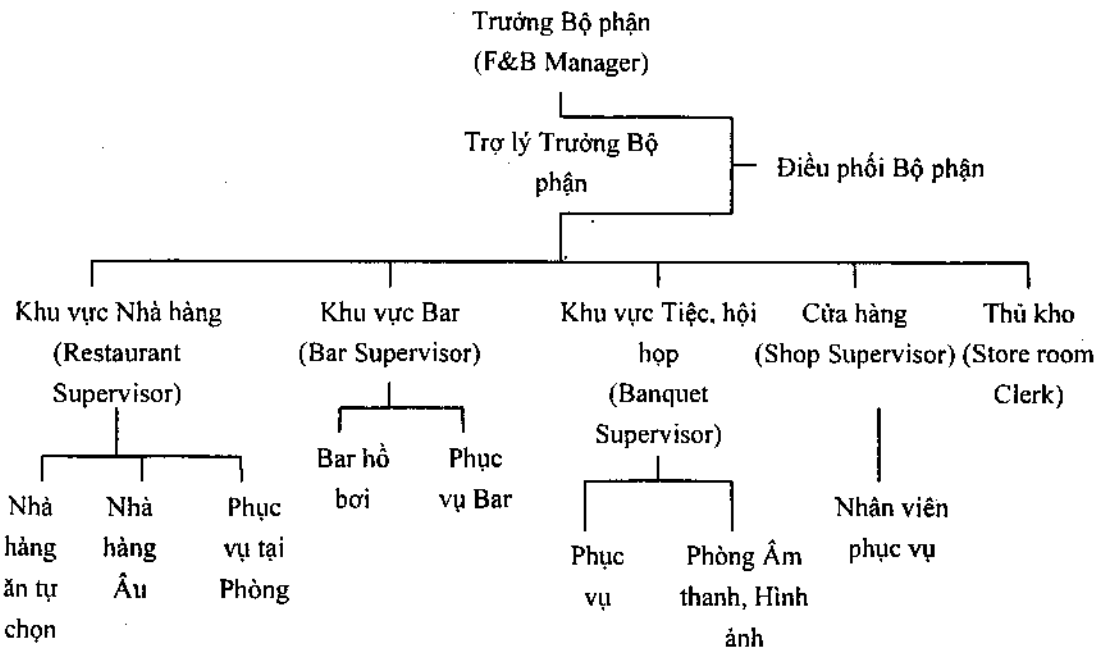 Trưởng Bộ phận
(F&B Manager)
Trợ lý Trưởng Bộ
phận
Điều phối Bộ phận
Khu vực Nhà hàng
(Restaurant
Supervisor)
Khu vực Bar
(Bar Supervisor)
Khu vực Tiệc, hội
họp
(Banquet
Supervisor)
Cửa hàng
(Shop Supervisor)
Thủ kho
(Store room
Clerk)
Nhà
hàng
ăn tự
chọn
Nhà
hàng
Âu
Phục
vụ tại
Phòng
Bar hồ
bơi
Phục
vụ Bar
Phục
vụ
Phòng Âm
thanh, Hình
ảnh
Nhân viên
phục vụ